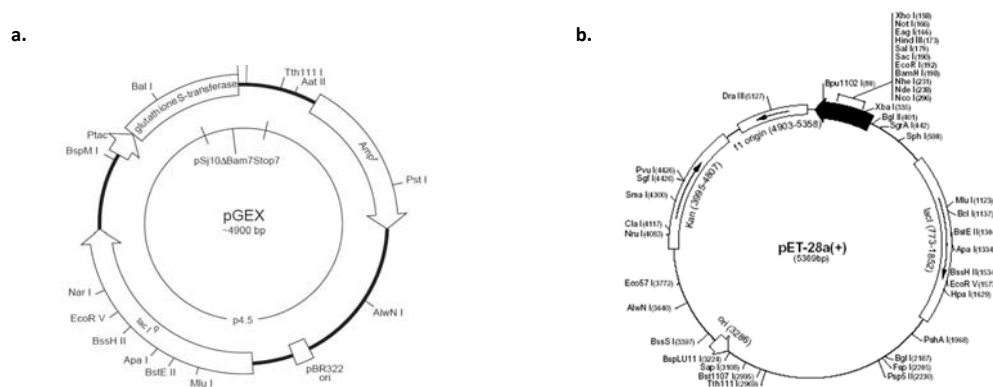 a.
Bal I
glutathione S-transferase
Tth111 I
Aat II
Ptac
BspM I
pSj10ΔBam7Stop7
Ampʳ
Pst I
pGEX
~4900 bp
AlwN I
Nar I
EcoR V
BssH II
Apa I
BstE II
Mlu I
lac I q
p4.5
pBR322
ori
b.
Xho I(158)
Not I(166)
Eag I(166)
Hind III(173)
Sal I(179)
Sac I(190)
EcoR I(192)
BamH I(198)
Nhe I(231)
Nde I(238)
Nco I(296)
Bpu1102 I(80)
Dra III(5127)
Xba I(335)
Bgl II(401)
SgrA I(442)
Sph I(598)
f1 origin (4903-5358)
Pvu I(4426)
Sgf I(4426)
Sma I(4300)
Kan (3995-4807)
Cla I(4117)
Nru I(4083)
Mlu I(1123)
Bcl I(1137)
BstE II
Apa I(1334
BssH II(1534
EcoR V(157
Hpa I(1629)
lacI (773-1852)
pET-28a(+)
(5369bp)
Eco57 I(3772)
AlwN I(3640)
ori (3286)
BssS I(3397)
BspLU11 I(3224)
Sap I(3108)
Bst1107 I(2995)
Tth111 I(2969)
PshA I(1968)
Bgl I(2187)
Fsp I(2205)
Psp5 II(2230)